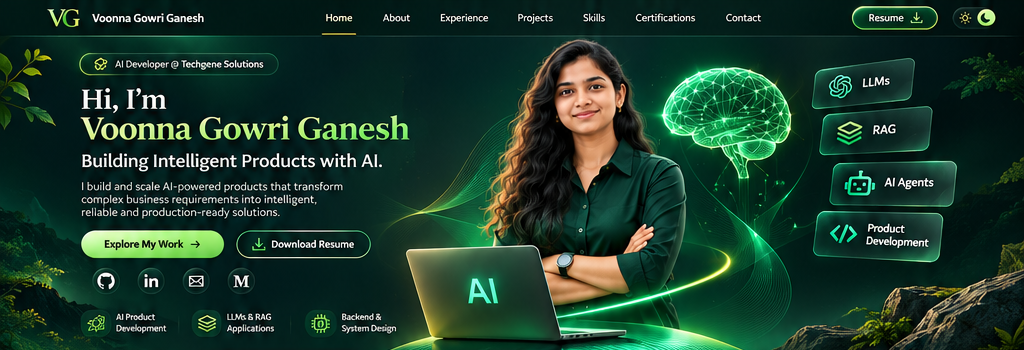 VG Voonna Gowri Ganesh Home About Experience Projects Skills Certifications Contact Resume
AI Developer @ Techgene Solutions
Hi, I'm
Voonna Gowri Ganesh
Building Intelligent Products with AI.
I build and scale AI-powered products that transform
complex business requirements into intelligent,
reliable and production-ready solutions.
Explore My Work →
Download Resume
in
M
AI Product
Development
LLMs & RAG
Applications
Backend &
System Design
AI
LLMs
RAG
AI Agents
Product
Development